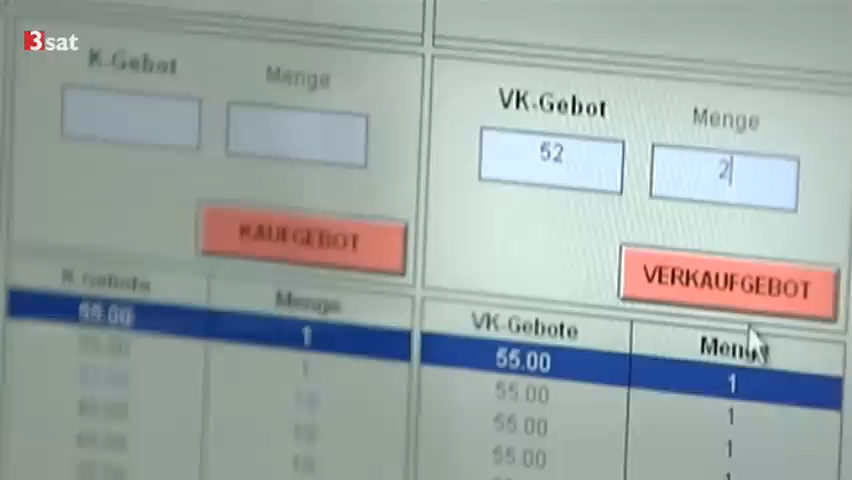 3sat
K-Gebot Menge
VK-Gebot Menge
52 2
KAUFGEBOT
VERKAUFGEBOT
K-Gebote Menge
55.00 1
VK-Gebote Menge
55.00 1
55.00 1
55.00 1
55.00